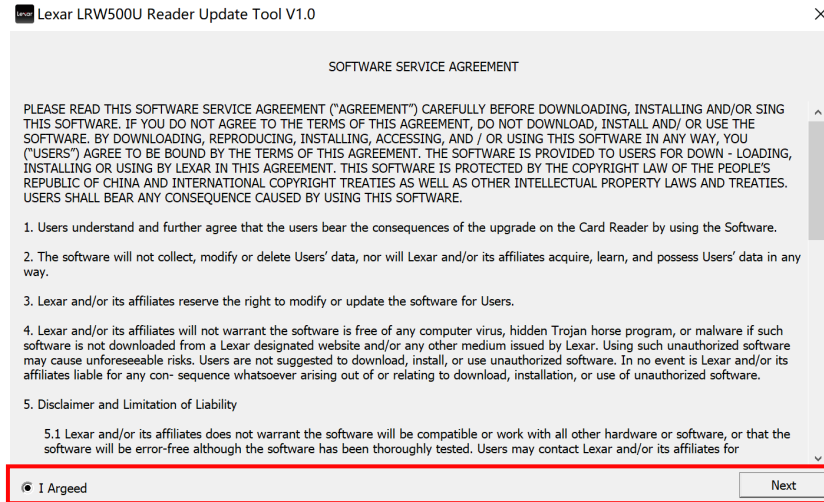 Lexar Lexar LRW500U Reader Update Tool V1.0
SOFTWARE SERVICE AGREEMENT
PLEASE READ THIS SOFTWARE SERVICE AGREEMENT (“AGREEMENT”) CAREFULLY BEFORE DOWNLOADING, INSTALLING AND/OR SING
THIS SOFTWARE. IF YOU DO NOT AGREE TO THE TERMS OF THIS AGREEMENT, DO NOT DOWNLOAD, INSTALL AND/ OR USE THE
SOFTWARE. BY DOWNLOADING, REPRODUCING, INSTALLING, ACCESSING, AND / OR USING THIS SOFTWARE IN ANY WAY, YOU
(“USERS”) AGREE TO BE BOUND BY THE TERMS OF THIS AGREEMENT. THE SOFTWARE IS PROVIDED TO USERS FOR DOWN - LOADING,
INSTALLING OR USING BY LEXAR IN THIS AGREEMENT. THIS SOFTWARE IS PROTECTED BY THE COPYRIGHT LAW OF THE PEOPLE’S
REPUBLIC OF CHINA AND INTERNATIONAL COPYRIGHT TREATIES AS WELL AS OTHER INTELLECTUAL PROPERTY LAWS AND TREATIES.
USERS SHALL BEAR ANY CONSEQUENCE CAUSED BY USING THIS SOFTWARE.
1. Users understand and further agree that the users bear the consequences of the upgrade on the Card Reader by using the Software.
2. The software will not collect, modify or delete Users’ data, nor will Lexar and/or its affiliates acquire, learn, and possess Users’ data in any
way.
3. Lexar and/or its affiliates reserve the right to modify or update the software for Users.
4. Lexar and/or its affiliates will not warrant the software is free of any computer virus, hidden Trojan horse program, or malware if such
software is not downloaded from a Lexar designated website and/or any other medium issued by Lexar. Using such unauthorized software
may cause unforeseeable risks. Users are not suggested to download, install, or use unauthorized software. In no event is Lexar and/or its
affiliates liable for any con- sequence whatsoever arising out of or relating to download, installation, or use of unauthorized software.
5. Disclaimer and Limitation of Liability
5.1 Lexar and/or its affiliates does not warrant the software will be compatible or work with all other hardware or software, or that the
software will be error-free although the software has been thoroughly tested. Users may contact Lexar and/or its affiliates for
I Argeed
Next